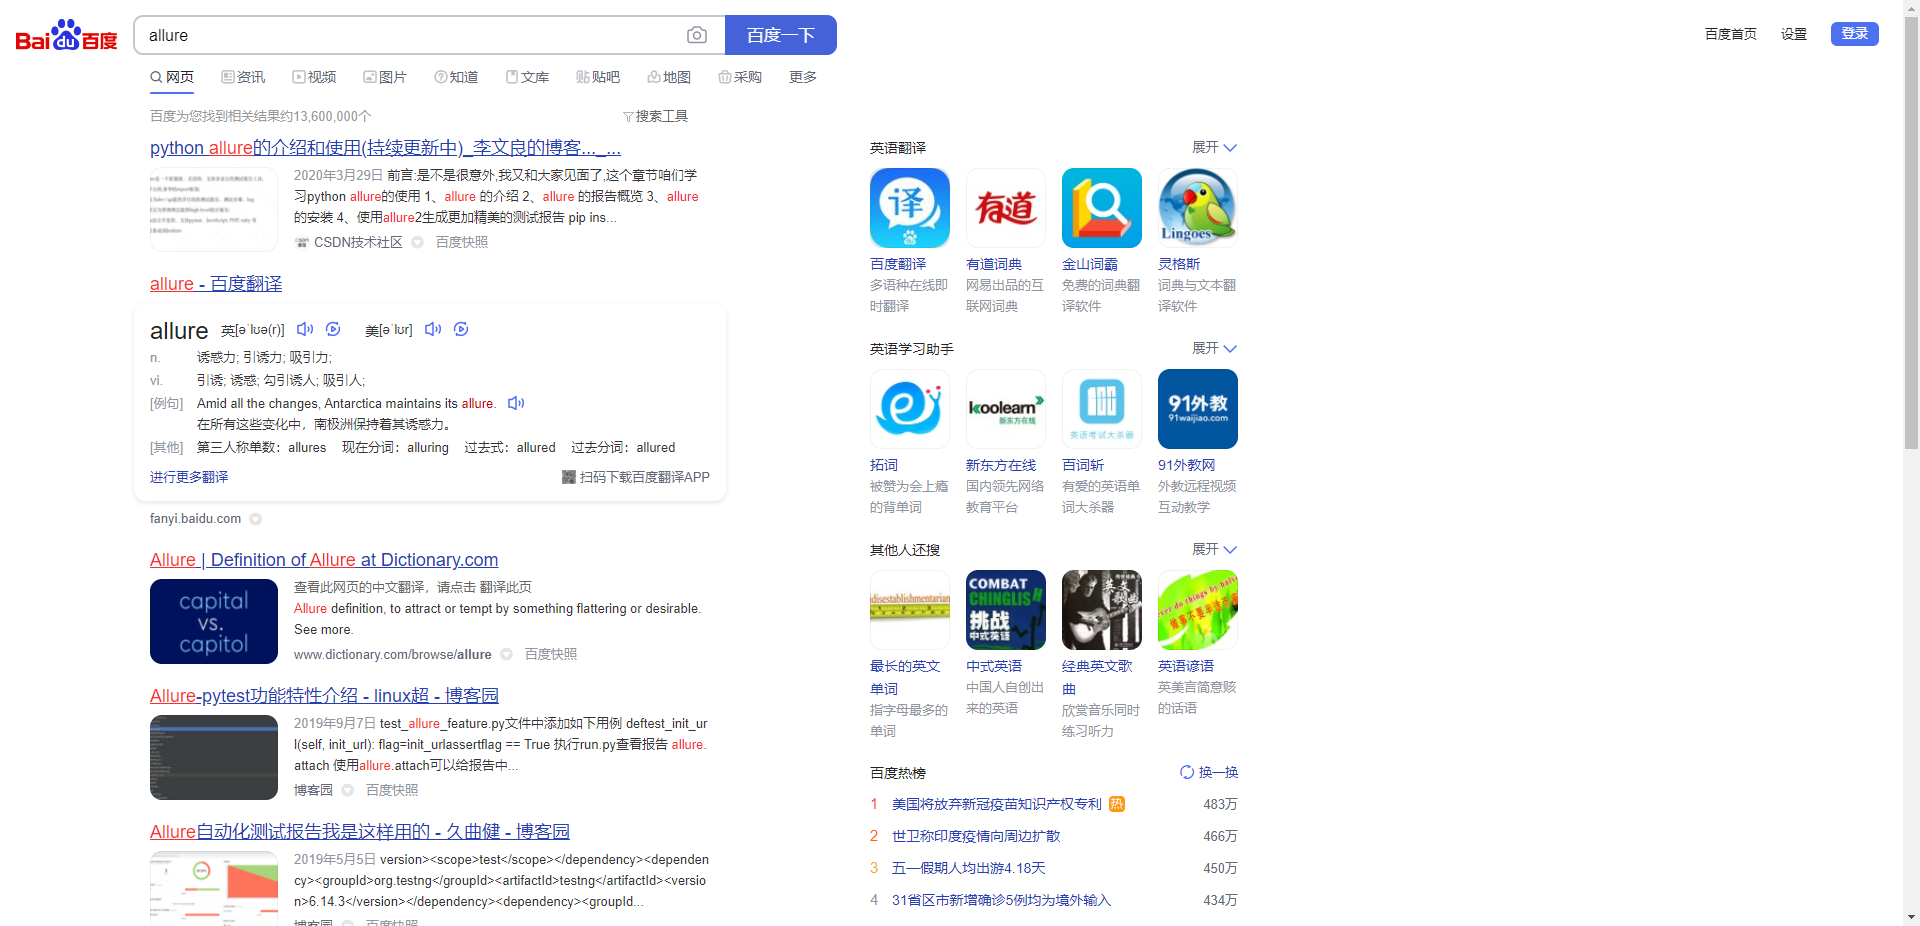 Bai du 百度
allure
百度一下
百度首页 设置 登录
网页 资讯 视频 图片 知道 文库 贴吧 地图 采购 更多
百度为您找到相关结果约13,600,000个
搜索工具
python allure的介绍和使用(持续更新中)_李文良的博客..._...
2020年3月29日 前言:是不是很意外,我又和大家见面了,这个章节咱们学
习python allure的使用 1、allure 的介绍 2、allure 的报告概览 3、allure
的安装 4、使用allure2生成更加精美的测试报告 pip ins...
CSDN技术社区 百度快照
allure - 百度翻译
allure 英[əˈlʊə(r)] 美[əˈlʊr]
n. 诱惑力; 引诱力; 吸引力;
vi. 引诱; 诱惑; 勾引诱人; 吸引人;
[例句] Amid all the changes, Antarctica maintains its allure.
在所有这些变化中，南极洲保持着其诱惑力。
[其他] 第三人称单数：allures 现在分词：alluring 过去式：allured 过去分词：allured
进行更多翻译 扫码下载百度翻译APP
fanyi.baidu.com
Allure | Definition of Allure at Dictionary.com
capital
vs.
capitol
查看此网页的中文翻译，请点击 翻译此页
Allure definition, to attract or tempt by something flattering or desirable.
See more.
www.dictionary.com/browse/allure 百度快照
Allure-pytest功能特性介绍 - linux超 - 博客园
2019年9月7日 test_allure_feature.py文件中添加如下用例 deftest_init_ur
l(self, init_url): flag=init_urlassertflag == True 执行run.py查看报告 allure.
attach 使用allure.attach可以给报告中...
博客园 百度快照
Allure自动化测试报告我是这样用的 - 久曲健 - 博客园
2019年5月5日 version><scope>test</scope></dependency><dependen
cy><groupId>org.testng</groupId><artifactId>testng</artifactId><versio
n>6.14.3</version></dependency><dependency><groupId...
博客园 百度快照
英语翻译 展开
译
有道
Lingoes
百度翻译 有道词典 金山词霸 灵格斯
多语种在线即 网易出品的互 免费的词典翻 词典与文本翻
时翻译 联网词典 译软件 译软件
英语学习助手 展开
koolearn
新东方在线
英语考试大杀器
91外教
91waijiao.com
拓词 新东方在线 百词斩 91外教网
被赞为会上瘾 国内领先网络 有爱的英语单 外教远程视频
的背单词 教育平台 词大杀器 互动教学
其他人还搜 展开
disestablishmentarian
COMBAT
CHINGLISH
挑战
中式英语
最长的英文 中式英语 经典英文歌 英语谚语
单词 中国人自创出 曲 英美言简意赅
指字母最多的 来的英语 欣赏音乐同时 的话语
单词 练习听力
百度热榜 换一换
1 美国将放弃新冠疫苗知识产权专利 热 483万
2 世卫称印度疫情向周边扩散 466万
3 五一假期人均出游4.18天 450万
4 31省区市新增确诊5例均为境外输入 434万